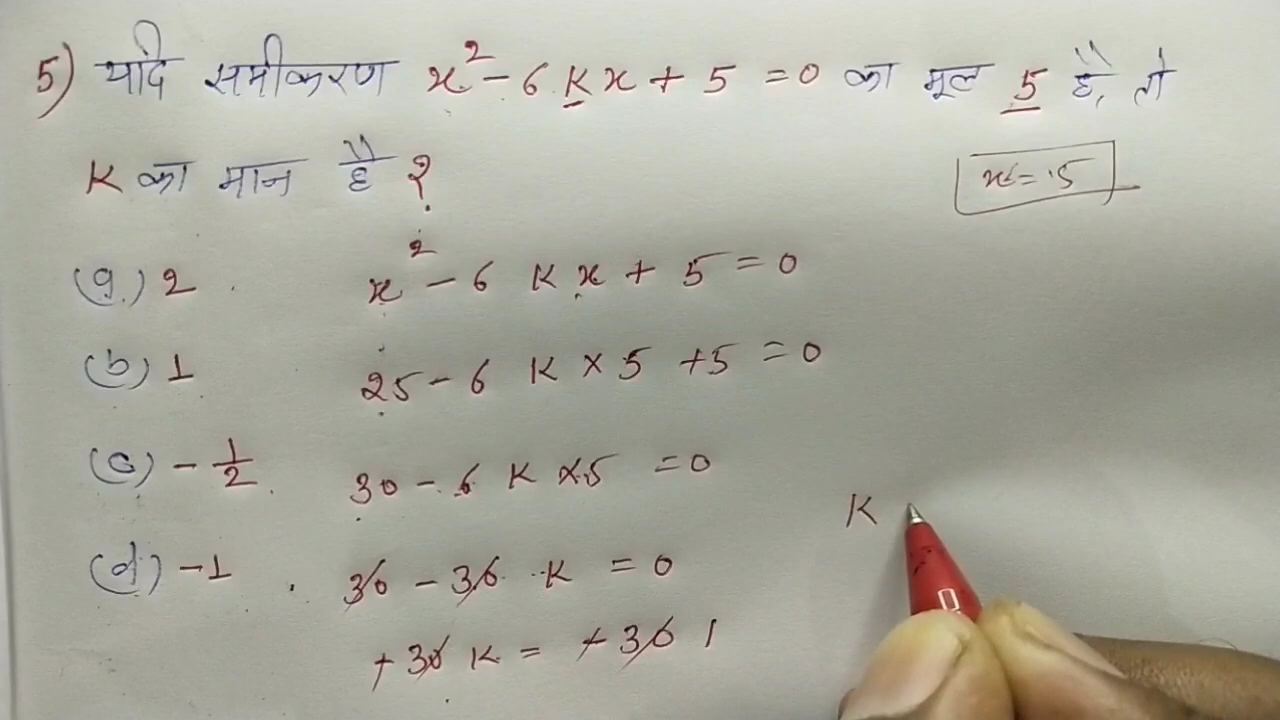 5) यदि समीकरण x² - 6 K x + 5 = 0 का मूल 5 है, तो
K का मान है ?
x = 5
(a) 2
x² - 6 K x + 5 = 0
(b) 1
25 - 6 K × 5 + 5 = 0
(c) - 1/2
30 - 6 K × 5 = 0
(d) -1
30 - 30 K = 0
+ 30 K = + 30 1
K